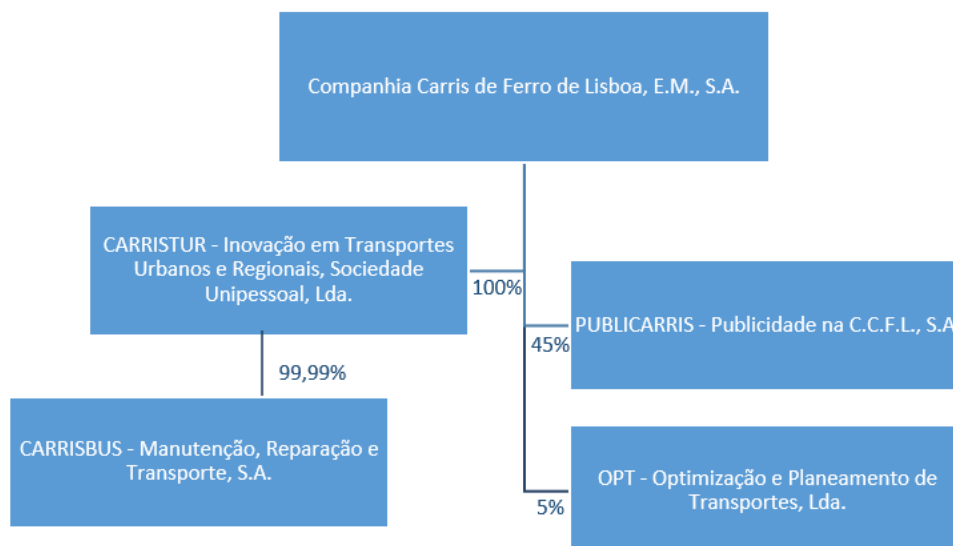 Companhia Carris de Ferro de Lisboa, E.M., S.A.
CARRISTUR - Inovação em Transportes
Urbanos e Regionais, Sociedade
Unipessoal, Lda.
100%
PUBLICARRIS - Publicidade na C.C.F.L., S.A
45%
99,99%
CARRISBUS - Manutenção, Reparação e
Transporte, S.A.
OPT - Optimização e Planeamento de
Transportes, Lda.
5%